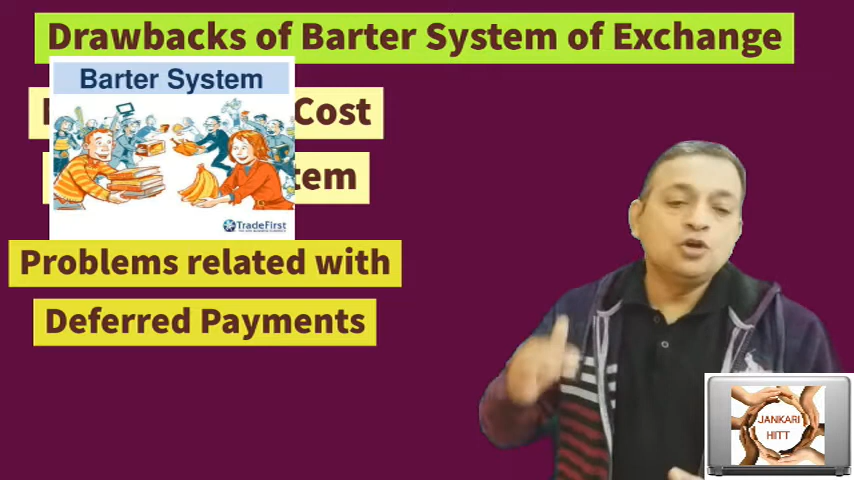 Drawbacks of Barter System of Exchange
Barter System
Cost
tem
TradeFirst
Problems related with
Deferred Payments
JANKARI
HITT